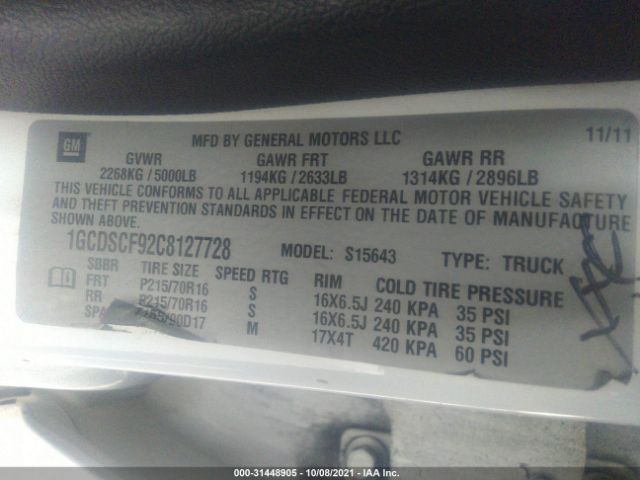 GM
MFD BY GENERAL MOTORS LLC
11/11
GVWR GAWR FRT GAWR RR
2268KG / 5000LB 1194KG / 2633LB 1314KG / 2896LB
THIS VEHICLE CONFORMS TO ALL APPLICABLE FEDERAL MOTOR VEHICLE SAFETY
AND THEFT PREVENTION STANDARDS IN EFFECT ON THE DATE OF MANUFACTURE
SHOWN ABOVE.
1GCDSCF92C8127728 MODEL: S15643 TYPE: TRUCK
SBBR TIRE SIZE SPEED RTG RIM COLD TIRE PRESSURE
FRT P215/70R16 S 16X6.5J 240 KPA 35 PSI
RR P215/70R16 S 16X6.5J 240 KPA 35 PSI
17X4T 420 KPA 60 PSI
M
000-31448905 - 10/08/2021 - IAA Inc.